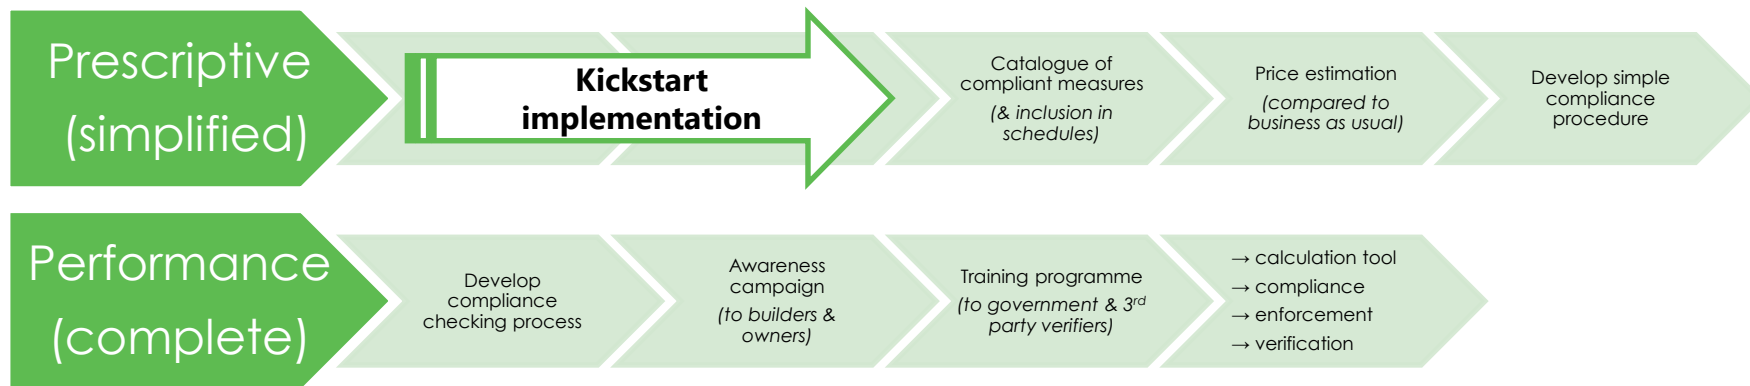 Prescriptive
(simplified)
Kickstart
implementation
Catalogue of
compliant measures
(& inclusion in
schedules)
Price estimation
(compared to
business as usual)
Develop simple
compliance
procedure
Performance
(complete)
Develop
compliance
checking process
Awareness
campaign
(to builders &
owners)
Training programme
(to government & 3rd
party verifiers)
→ calculation tool
→ compliance
→ enforcement
→ verification